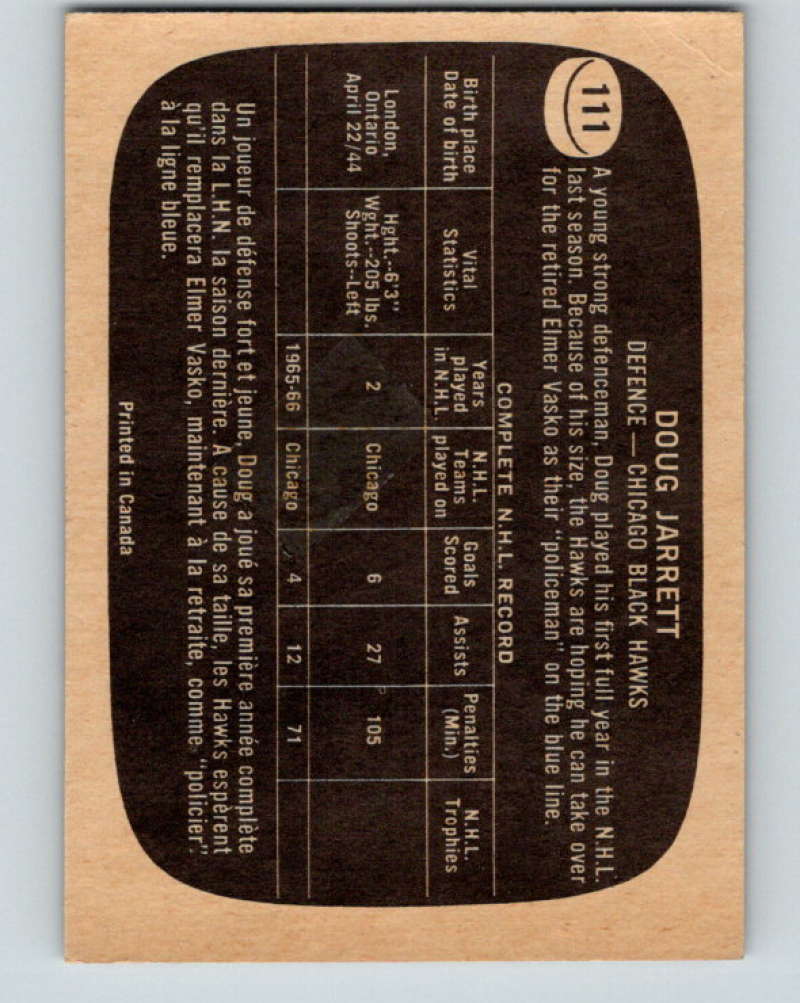 111
DOUG JARRETT
DEFENCE — CHICAGO BLACK HAWKS
A young strong defenceman, Doug played his first full year in the N.H.L.
last season. Because of his size, the Hawks are hoping he can take over
for the retired Elmer Vasko as their "policeman" on the blue line.
COMPLETE N.H.L. RECORD
Birth place
Date of birth
Vital
Statistics
Years
played
in N.H.L.
N.H.L.
Teams
played on
Goals
Scored
Assists
Penalties
(Min.)
N.H.L.
Trophies
London,
Ontario
April 22/44
Hght.--6'3"
Wght.--205 lbs.
Shoots--Left
2
Chicago
6
27
105
1965-66
Chicago
4
12
71
Un joueur de défense fort et jeune, Doug a joué sa première année complète
dans la L.H.N. la saison dernière. A cause de sa taille, les Hawks espèrent
qu'il remplacera Elmer Vasko, maintenant à la retraite, comme "policier"
à la ligne bleue.
Printed in Canada